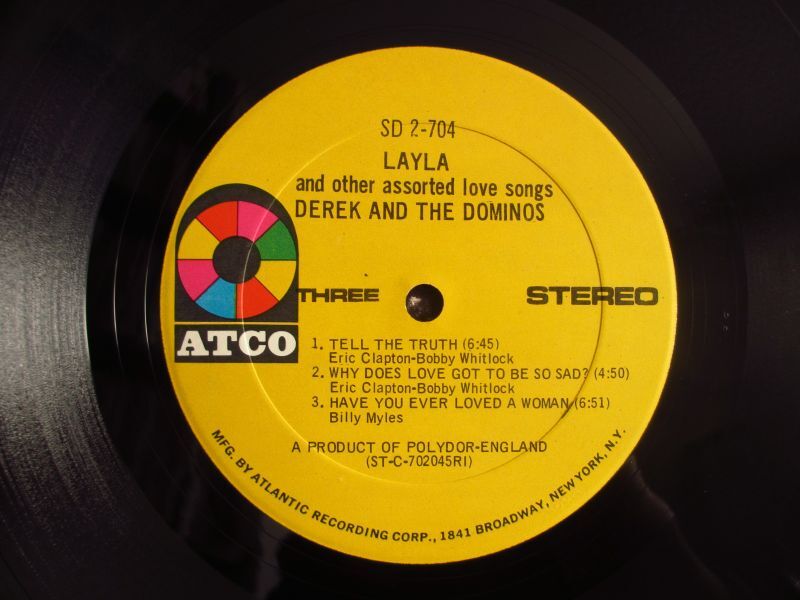 SD 2-704
LAYLA
and other assorted love songs
DEREK AND THE DOMINOS
THREE
STEREO
ATCO
1. TELL THE TRUTH (6:45)
Eric Clapton-Bobby Whitlock
2. WHY DOES LOVE GOT TO BE SO SAD? (4:50)
Eric Clapton-Bobby Whitlock
3. HAVE YOU EVER LOVED A WOMAN (6:51)
Billy Myles
A PRODUCT OF POLYDOR-ENGLAND
(ST-C-702045RI)
MFG. BY ATLANTIC RECORDING CORP., 1841 BROADWAY, NEW YORK, N.Y.